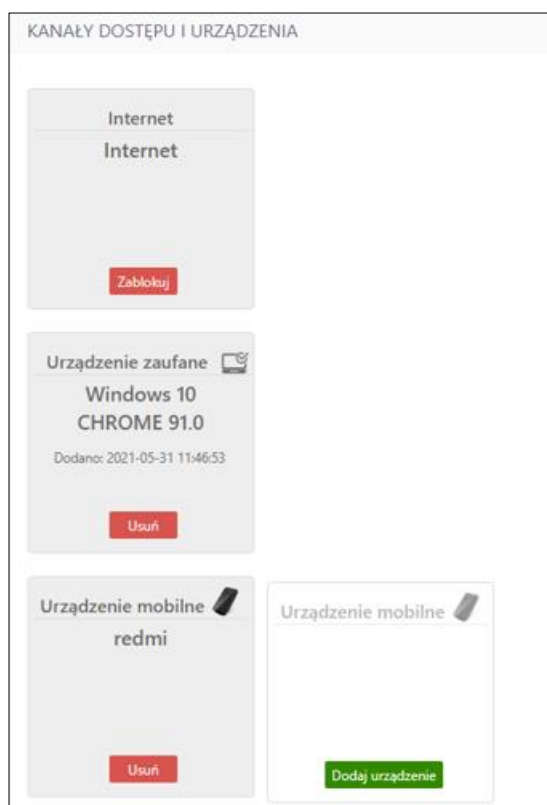 KANAŁY DOSTĘPU I URZĄDZENIA
Internet
Internet
Zablokuj
Urządzenie zaufane
Windows 10
CHROME 91.0
Dodano: 2021-05-31 11:46:53
Usuń
Urządzenie mobilne
redmi
Usuń
Urządzenie mobilne
Dodaj urządzenie